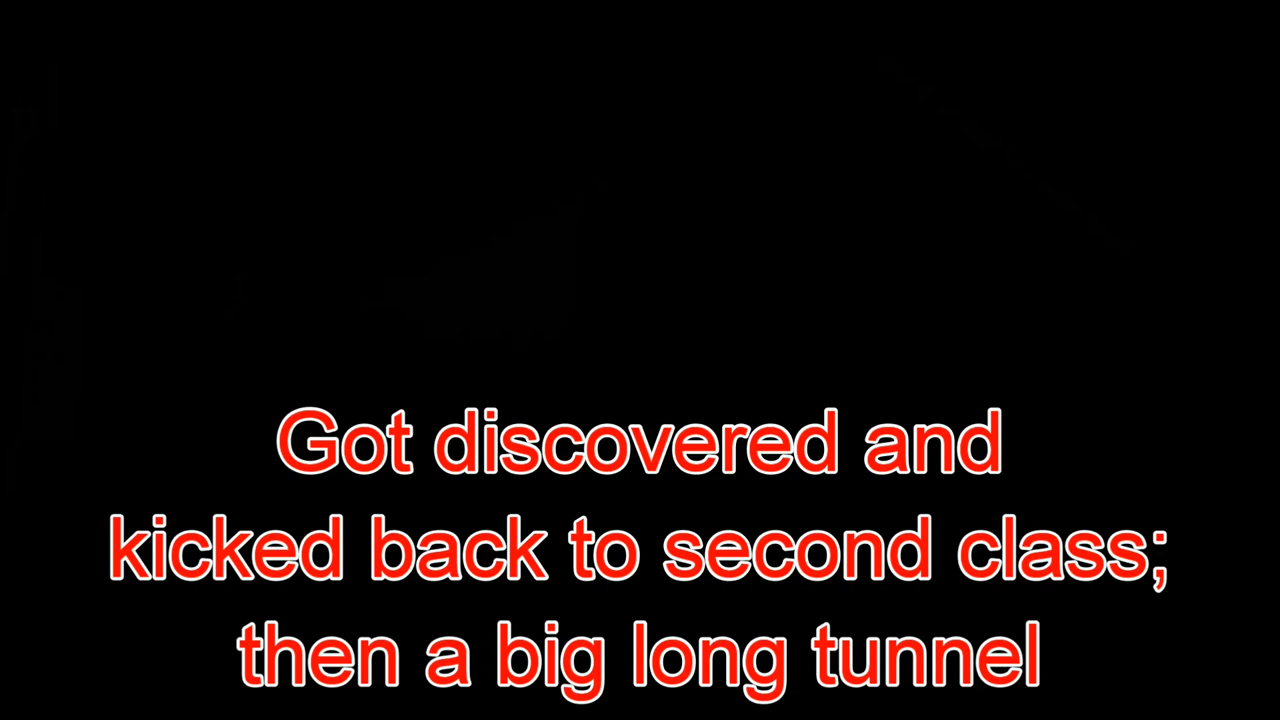 Got discovered and
kicked back to second class;
then a big long tunnel